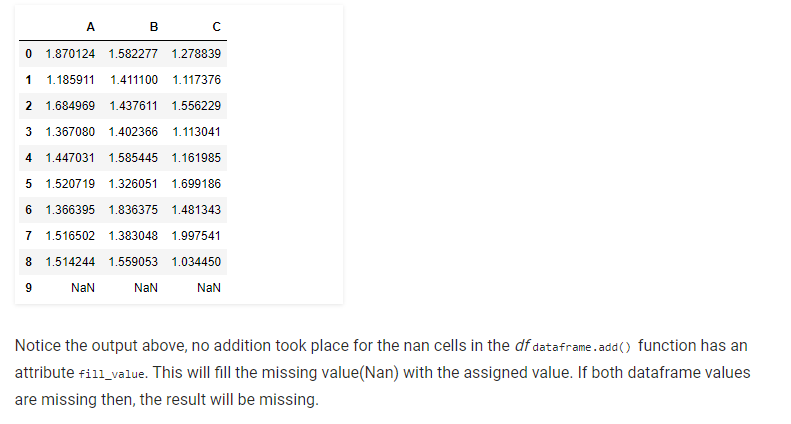 A B C
0 1.870124 1.582277 1.278839
1 1.185911 1.411100 1.117376
2 1.684969 1.437611 1.556229
3 1.367080 1.402366 1.113041
4 1.447031 1.585445 1.161985
5 1.520719 1.326051 1.699186
6 1.366395 1.836375 1.481343
7 1.516502 1.383048 1.997541
8 1.514244 1.559053 1.034450
9 NaN NaN NaN
Notice the output above, no addition took place for the nan cells in the df dataframe.add() function has an
attribute fill_value. This will fill the missing value(Nan) with the assigned value. If both dataframe values
are missing then, the result will be missing.